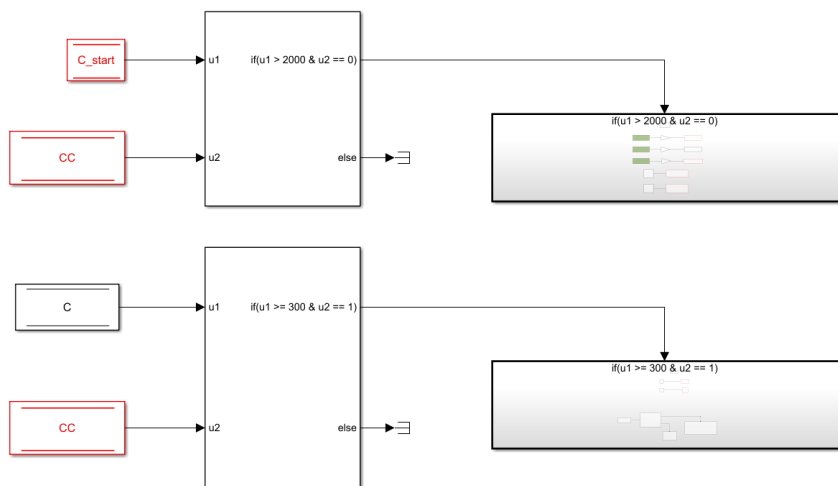 C_start
u1
if(u1 > 2000 & u2 == 0)
CC
u2
else
if(u1 > 2000 & u2 == 0)
C
u1
if(u1 >= 300 & u2 == 1)
CC
u2
else
if(u1 >= 300 & u2 == 1)